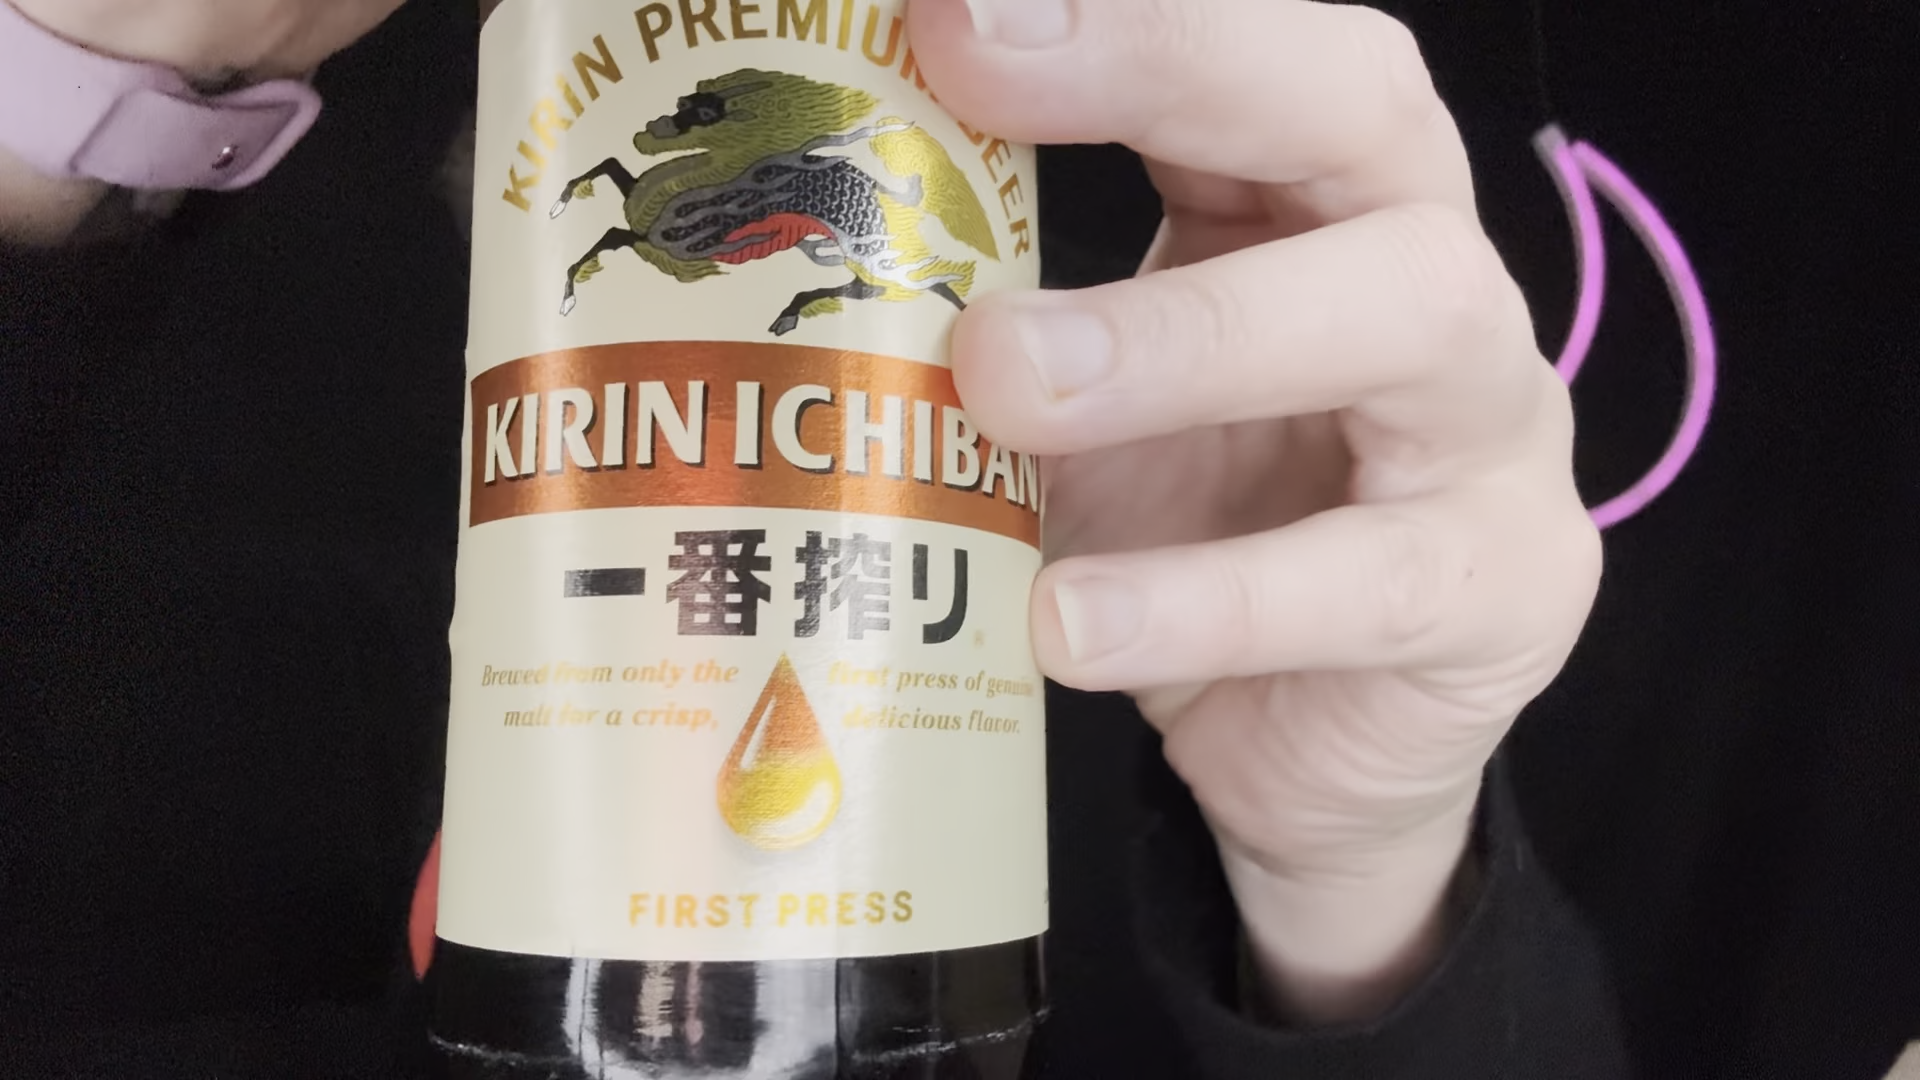 KIRIN PREMIUM BEER
KIRIN ICHIBAN
一番搾り
Brewed from only the first press of genuine
malt for a crisp, delicious flavor.
FIRST PRESS